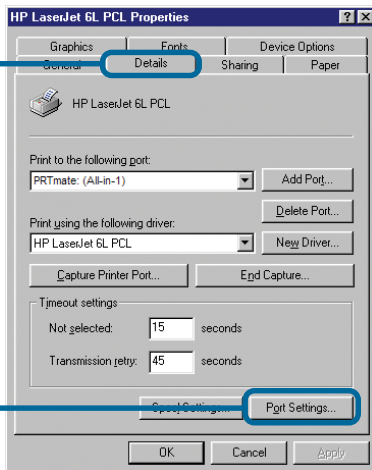 HP LaserJet 6L PCL Properties
Graphics Fonts Device Options
General Details Sharing Paper
HP LaserJet 6L PCL
Print to the following port:
PRTmate: (All-in-1) Add Port...
Delete Port...
Print using the following driver:
HP LaserJet 6L PCL New Driver...
Capture Printer Port... End Capture...
Timeout settings
Not selected: 15 seconds
Transmission retry: 45 seconds
Spool Settings... Port Settings...
OK Cancel Apply